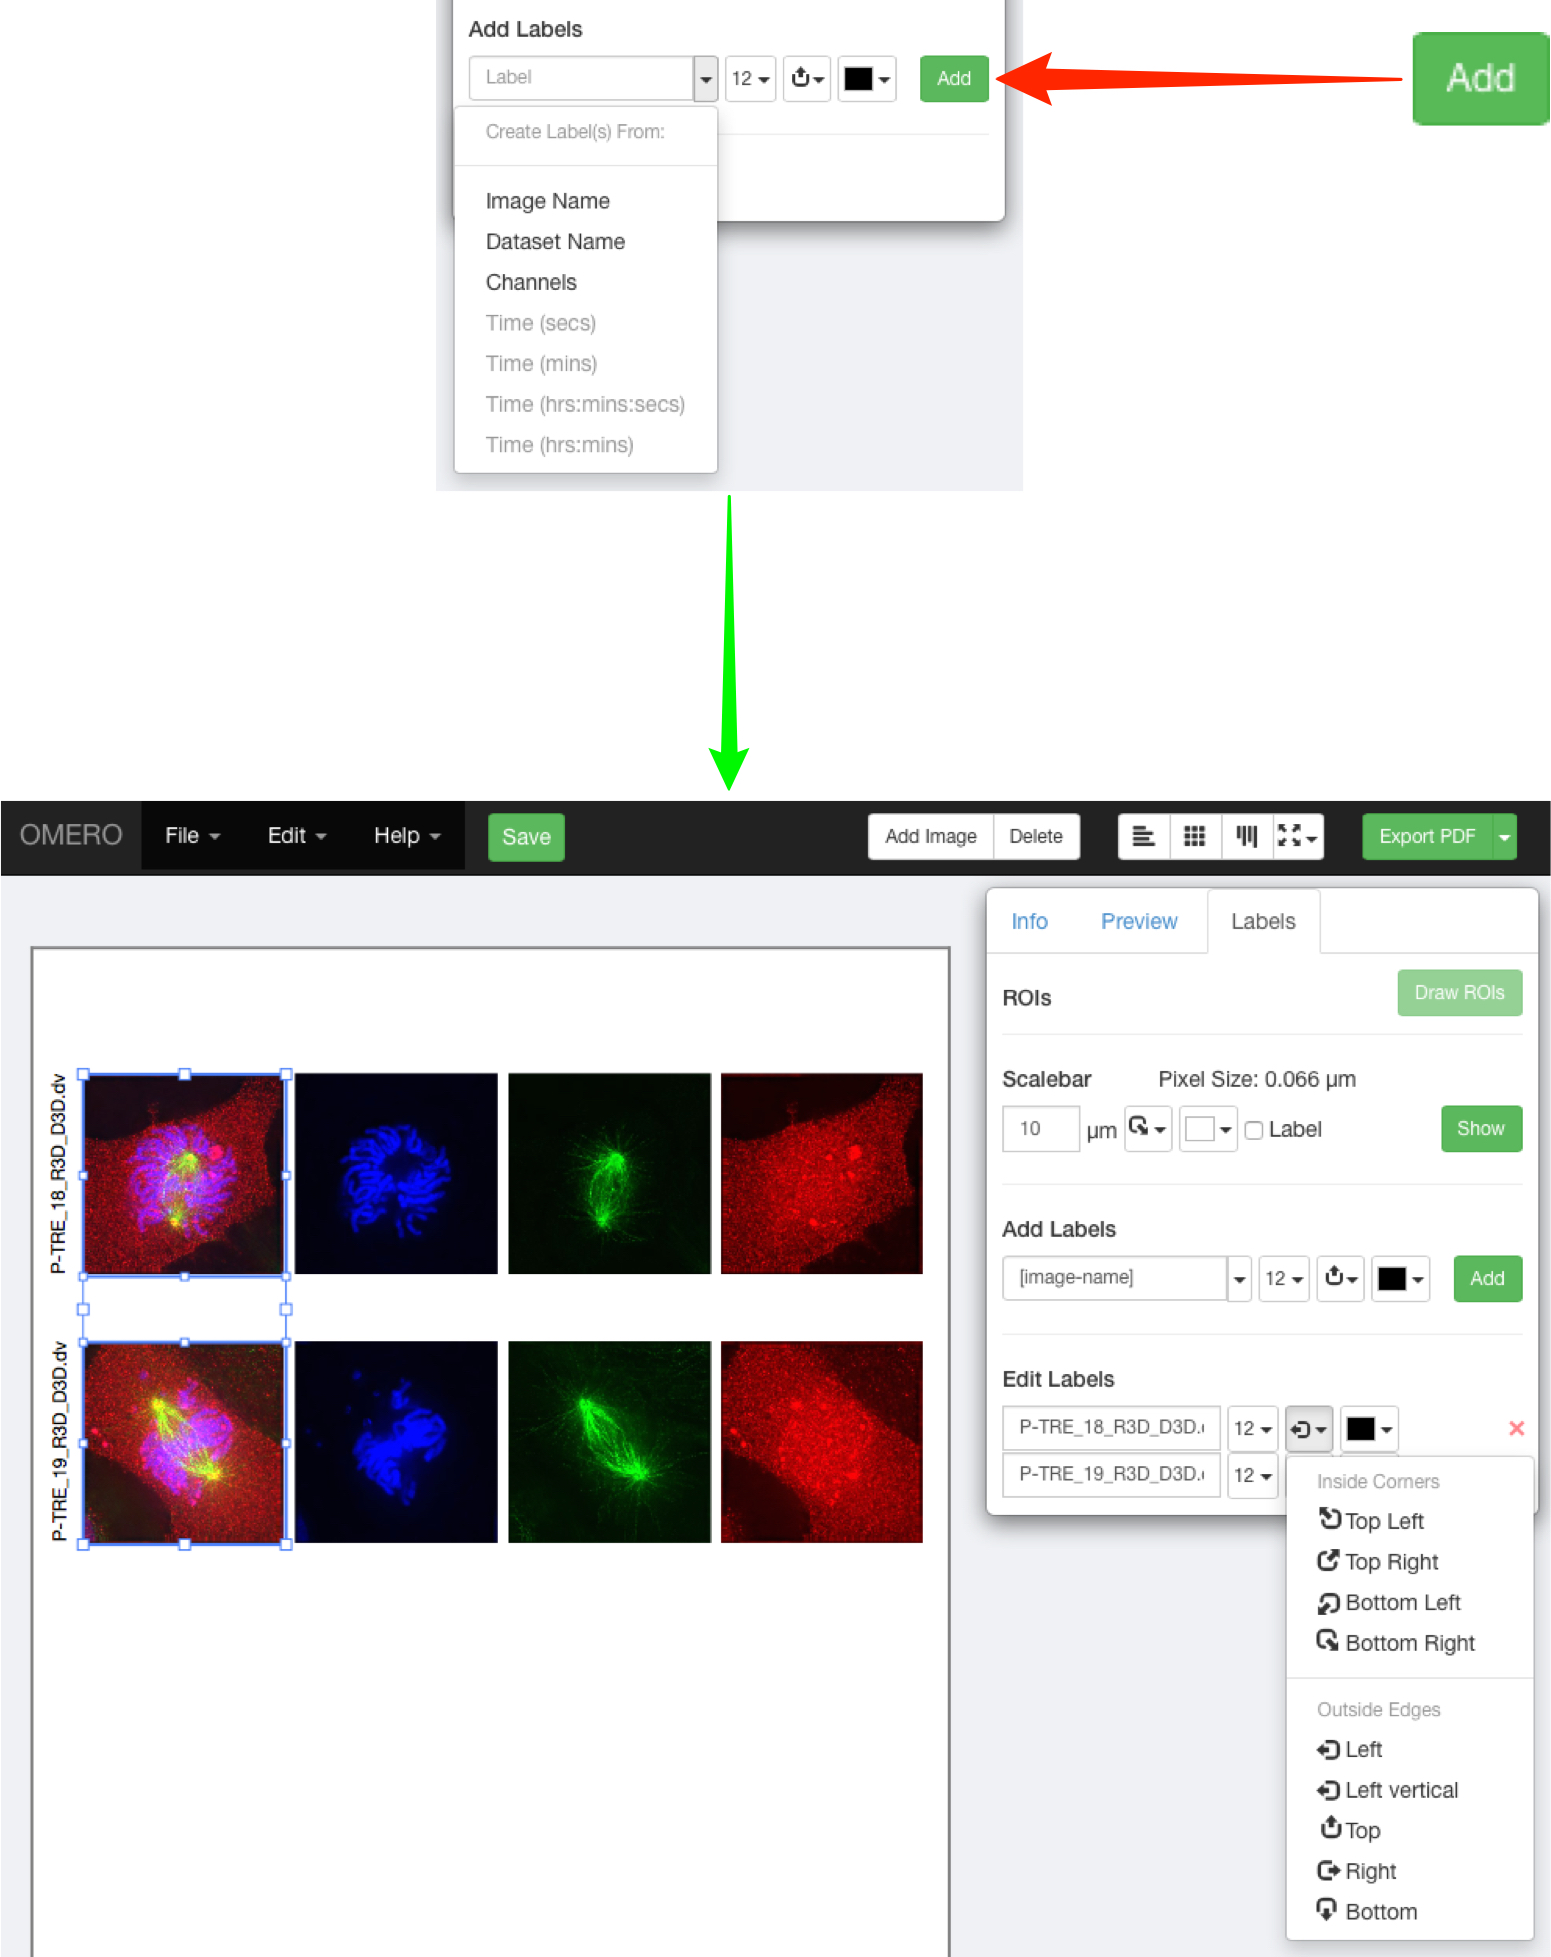 Add Labels
Label 12 Add
Add
Create Label(s) From:
Image Name
Dataset Name
Channels
Time (secs)
Time (mins)
Time (hrs:mins:secs)
Time (hrs:mins)
OMERO File Edit Help Save Add Image Delete Export PDF
Info Preview Labels
ROIs Draw ROIs
Scalebar Pixel Size: 0.066 µm
10 µm Label Show
Add Labels
[image-name] 12 Add
Edit Labels
P-TRE_18_R3D_D3D. 12 ×
P-TRE_19_R3D_D3D. 12
Inside Corners
Top Left
Top Right
Bottom Left
Bottom Right
Outside Edges
Left
Left vertical
Top
Right
Bottom
P-TRE_18_R3D_D3D.dv
P-TRE_19_R3D_D3D.dv